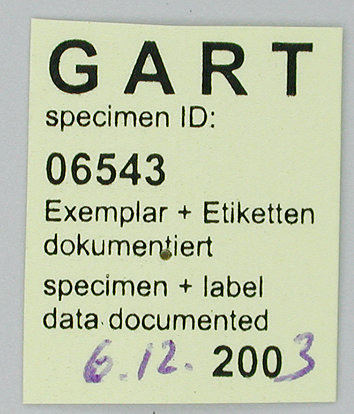 GART
specimen ID:
06543
Exemplar + Etiketten
dokumentiert
specimen + label
data documented
6.12. 2003